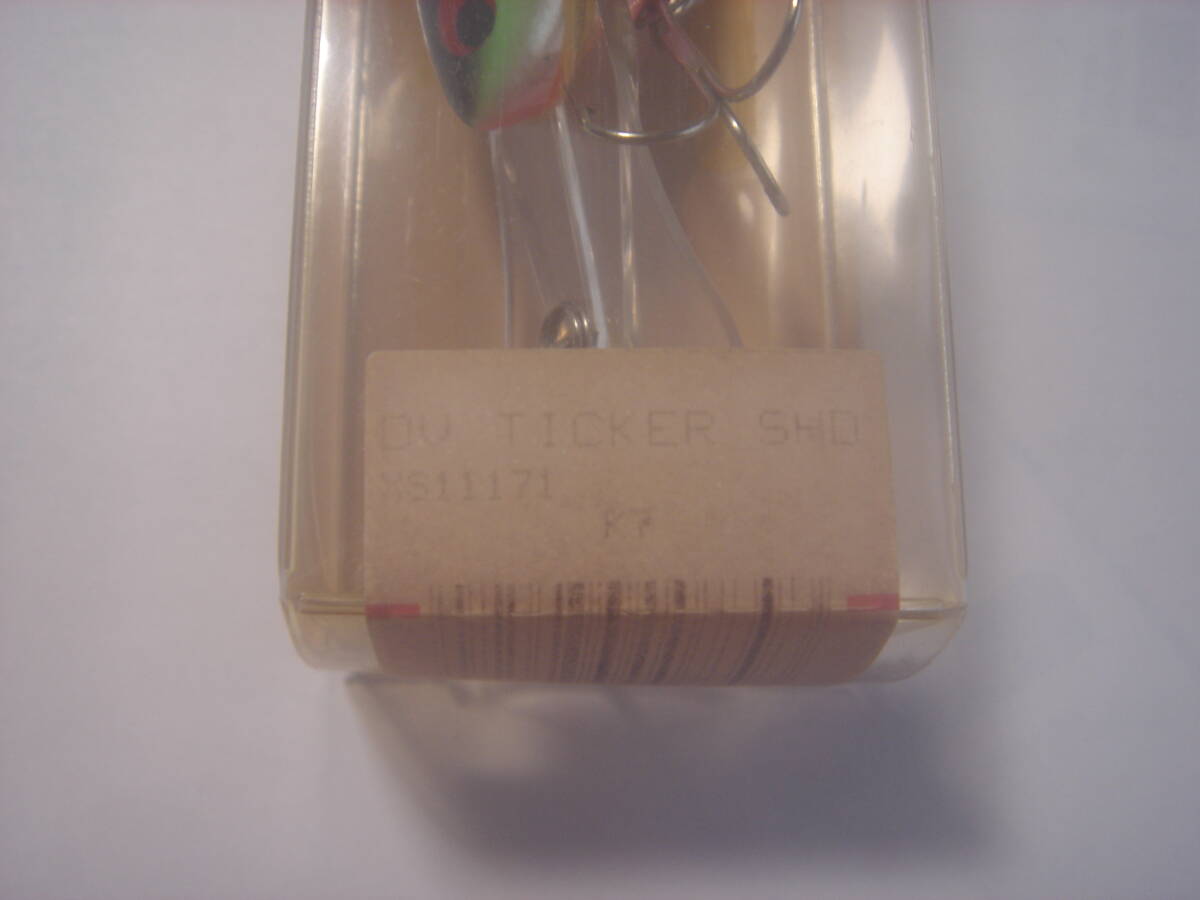 DV TICKER SHD
XS11171
K7